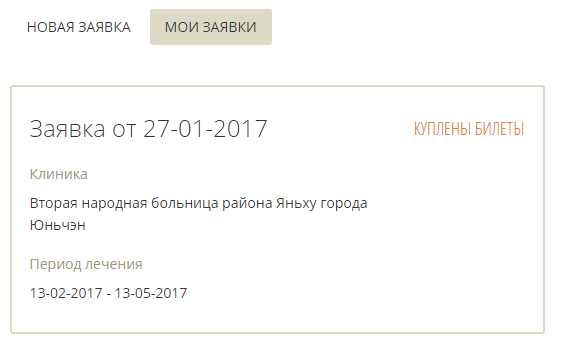 НОВАЯ ЗАЯВКА
МОИ ЗАЯВКИ
Заявка от 27-01-2017
КУПЛЕНЫ БИЛЕТЫ
Клиника
Вторая народная больница района Яньху города
Юньчэн
Период лечения
13-02-2017 - 13-05-2017